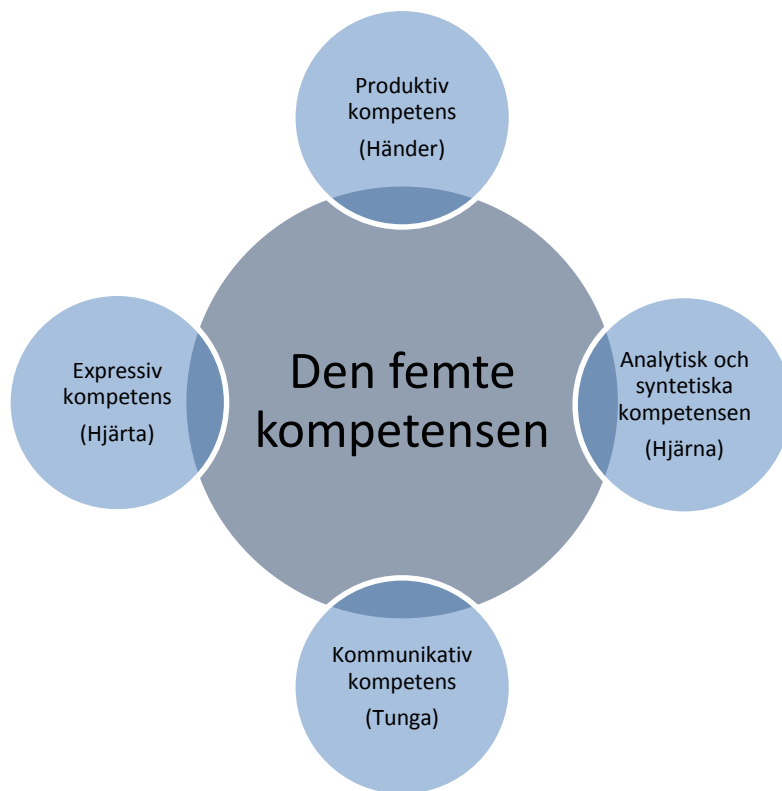 Produktiv
kompetens
(Händer)
Expressiv
kompetens
(Hjärta)
Den femte
kompetensen
Analytisk och
syntetiska
kompetensen
(Hjärna)
Kommunikativ
kompetens
(Tunga)